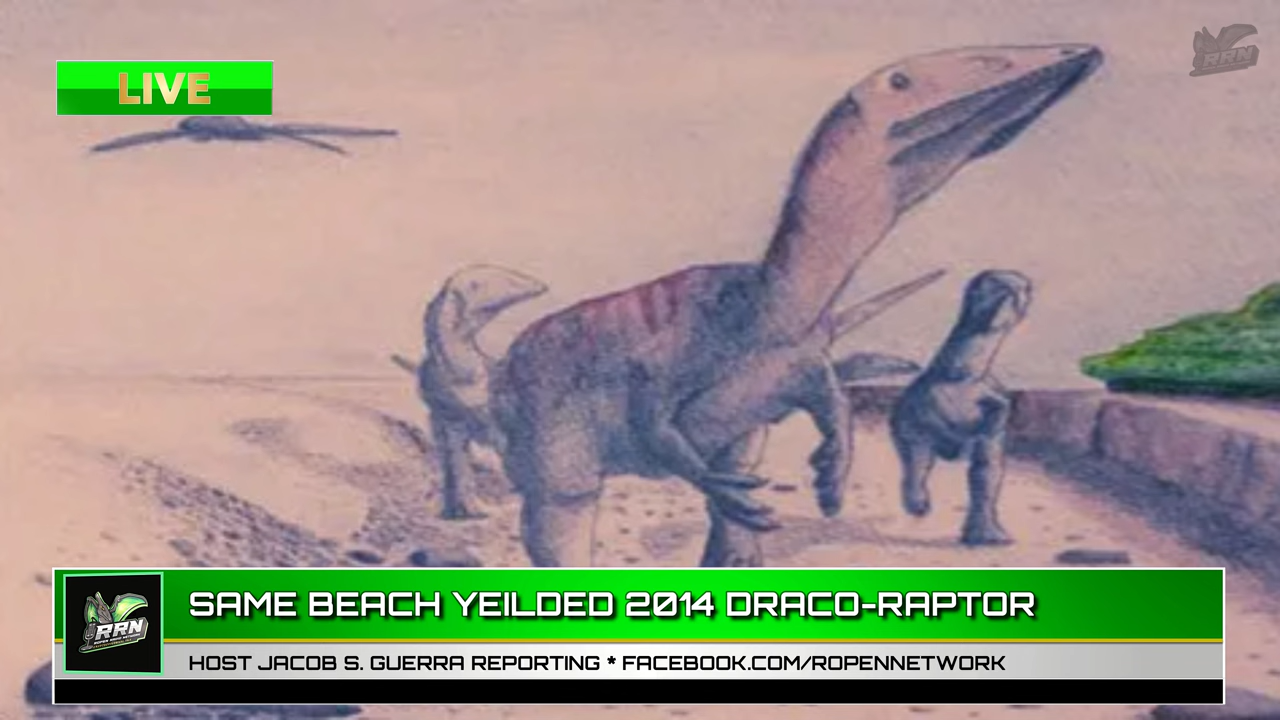 LIVE
RRN
SAME BEACH YEILDED 2014 DRACO-RAPTOR
RRN
HOST JACOB S. GUERRA REPORTING * FACEBOOK.COM/ROPENNETWORK